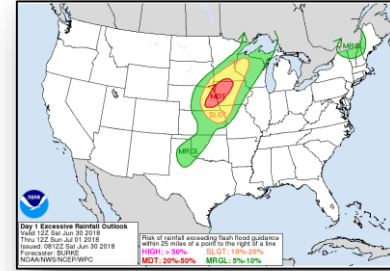 MRGL
MDT
SLGT
MRGL
NOAA
Day 1 Excessive Rainfall Outlook
Valid 12Z Sat Jun 30 2018
Thru 12Z Sun Jul 01 2018
Issued: 0812Z Sat Jun 30 2018
Forecaster: BURKE
NOAA/NWS/NCEP/WPC
Risk of rainfall exceeding flash flood guidance
within 25 miles of a point to the right of a line
HIGH: > 50% SLGT: 10%-20%
MDT: 20%-50% MRGL: 5%-10%